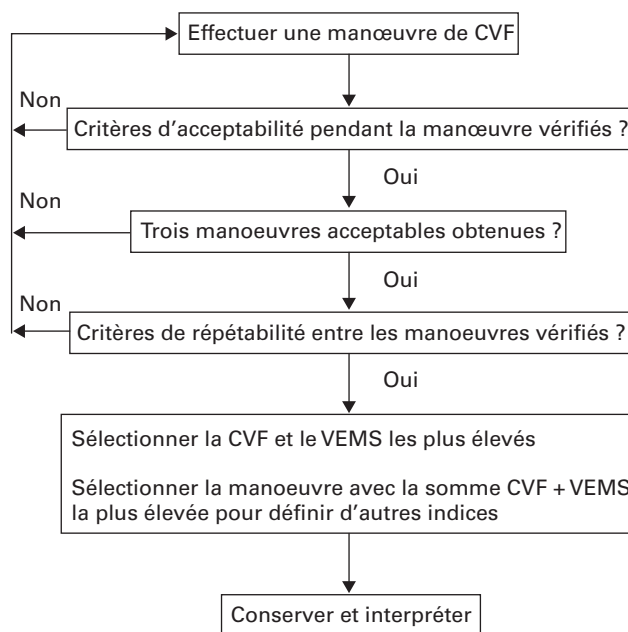 Effectuer une manœuvre de CVF
Non
Critères d'acceptabilité pendant la manœuvre vérifiés ?
Oui
Non
Trois manoeuvres acceptables obtenues ?
Oui
Non
Critères de répétabilité entre les manoeuvres vérifiés ?
Oui
Sélectionner la CVF et le VEMS les plus élevés
Sélectionner la manoeuvre avec la somme CVF + VEMS
la plus élevée pour définir d'autres indices
Conserver et interpréter